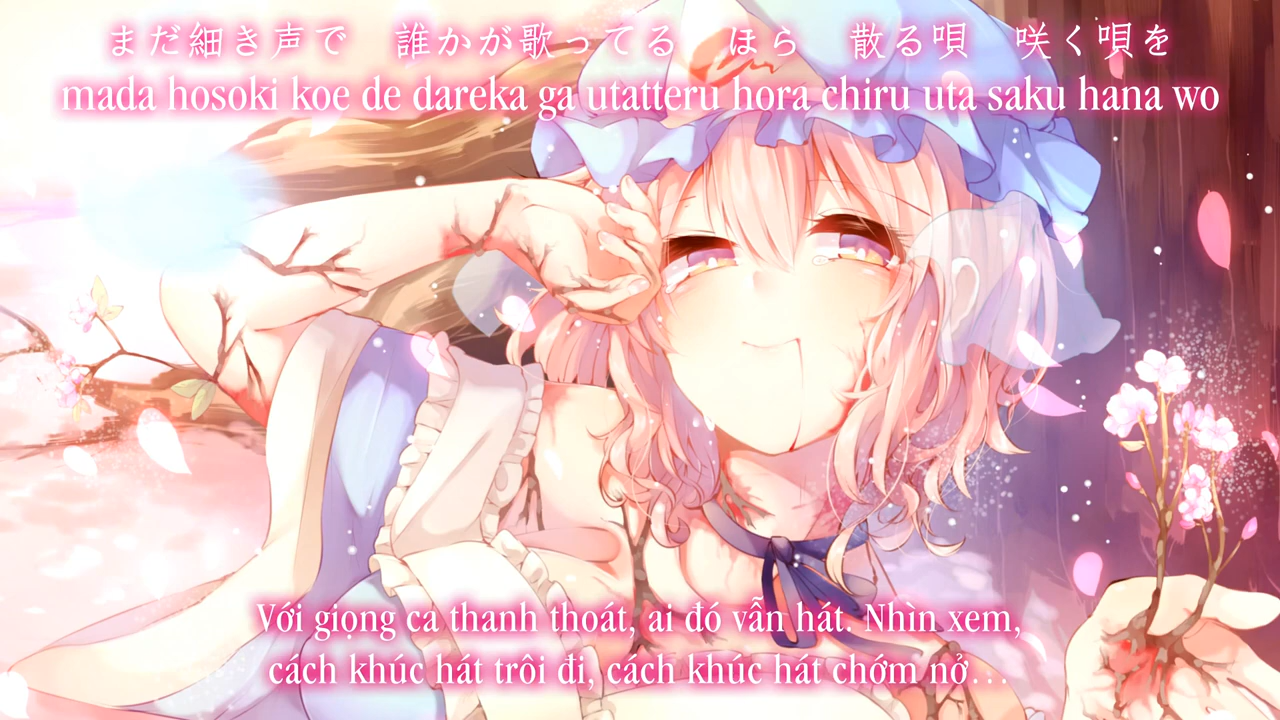 まだ細き声で　誰かが歌ってる　ほら　散る唄　咲く唄を
mada hosoki koe de dareka ga utatteru hora chiru uta saku hana wo
Với giọng ca thanh thoát, ai đó vẫn hát. Nhìn xem,
cách khúc hát trôi đi, cách khúc hát chớm nở…